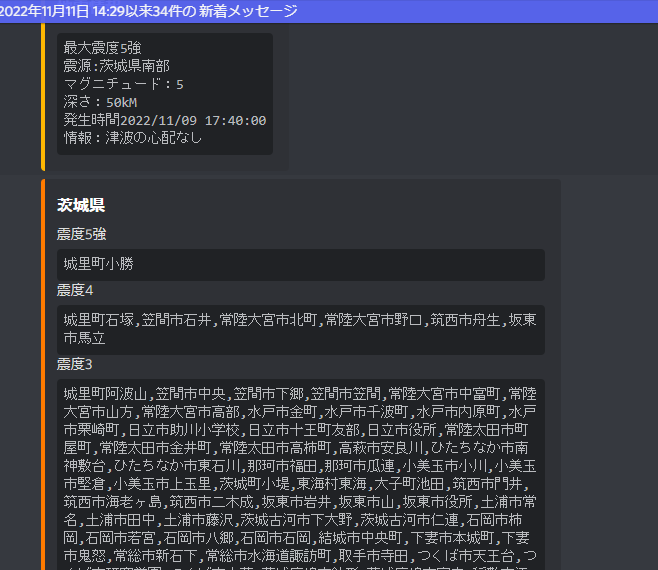 2022年11月11日 14:29以来34件の 新着メッセージ
最大震度5強
震源:茨城県南部
マグニチュード：5
深さ：50kM
発生時間2022/11/09 17:40:00
情報：津波の心配なし
茨城県
震度5強
城里町小勝
震度4
城里町石塚,笠間市石井,常陸大宮市北町,常陸大宮市野口,筑西市舟生,坂東
市馬立
震度3
城里町阿波山,笠間市中央,笠間市下郷,笠間市笠間,常陸大宮市中富町,常陸
大宮市山方,常陸大宮市高部,水戸市金町,水戸市千波町,水戸市内原町,水戸
市栗崎町,日立市助川小学校,日立市十王町友部,日立市役所,常陸太田市町
屋町,常陸太田市金井町,常陸太田市高柿町,高萩市安良川,ひたちなか市南
神敷台,ひたちなか市東石川,那珂市福田,那珂市瓜連,小美玉市小川,小美玉
市堅倉,小美玉市上玉里,茨城町小堤,東海村東海,大子町池田,筑西市門井,
筑西市海老ヶ島,筑西市二木成,坂東市岩井,坂東市山,坂東市役所,土浦市常
名,土浦市田中,土浦市藤沢,茨城古河市下大野,茨城古河市仁連,石岡市柿
岡,石岡市若宮,石岡市八郷,石岡市石岡,結城市中央町,下妻市本城町,下妻
市鬼怒,常総市新石下,常総市水海道諏訪町,取手市寺田,つくば市天王台,つ